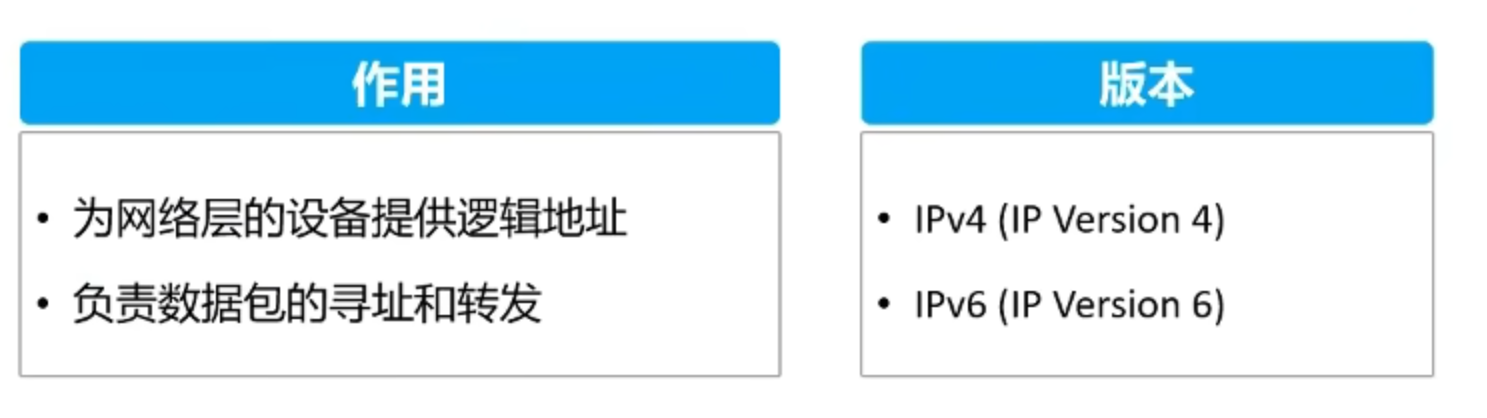 作用
• 为网络层的设备提供逻辑地址
• 负责数据包的寻址和转发
版本
• IPv4 (IP Version 4)
• IPv6 (IP Version 6)